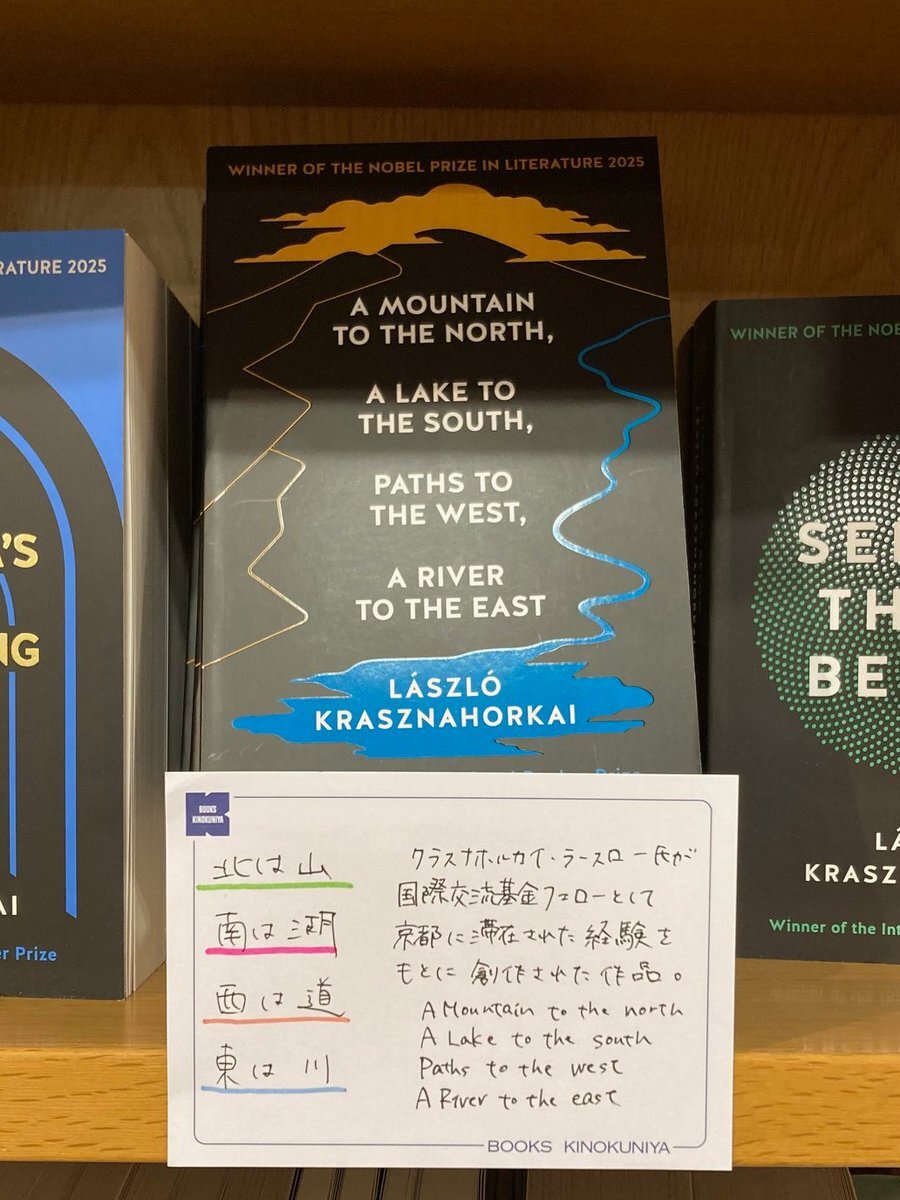 WINNER OF THE NOBEL PRIZE IN LITERATURE 2025
A MOUNTAIN
TO THE NORTH,
A LAKE TO
THE SOUTH,
PATHS TO
THE WEST,
A RIVER
TO THE EAST
LÁSZLÓ
KRASZNAHORKAI
RATURE 2025
'S
NG
AI
er Prize
WINNER OF THE NOBE
SE
TH
BE
LÁ
KRASZN
Winner of the Int
BOOKS
KINOKUNIYA
北は山
南は湖
西は道
東は川
クラスナホルカイ・ラースロー氏が
国際交流基金フェローとして
京都に滞在された経験を
もとに創作された作品。
A Mountain to the north
A Lake to the south
Paths to the west
A River to the east
BOOKS KINOKUNIYA